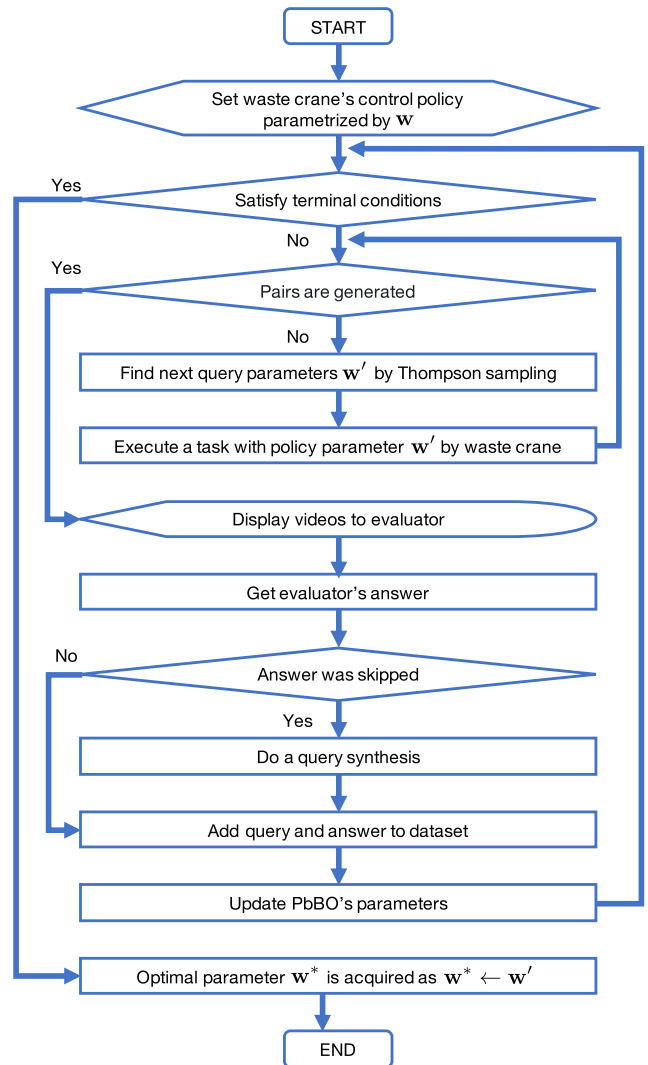 START
Set waste crane's control policy
parametrized by w
Yes
Satisfy terminal conditions
No
Yes
Pairs are generated
No
Find next query parameters w′ by Thompson sampling
Execute a task with policy parameter w′ by waste crane
Display videos to evaluator
Get evaluator's answer
No
Answer was skipped
Yes
Do a query synthesis
Add query and answer to dataset
Update PbBO's parameters
Optimal parameter w* is acquired as w* ← w′
END